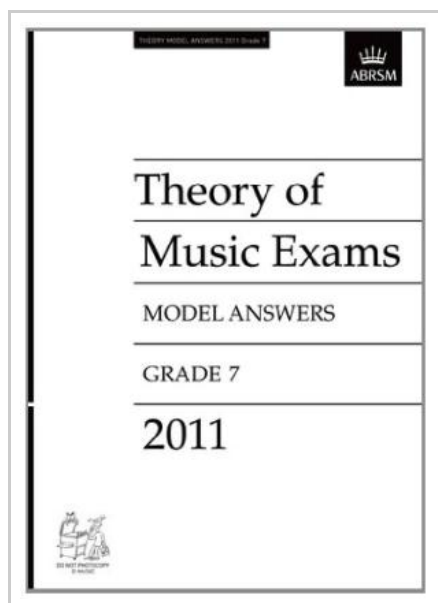 THEORY MODEL ANSWERS 2011 Grade 7
ABRSM
Theory of
Music Exams
MODEL ANSWERS
GRADE 7
2011
DO NOT PHOTOCOPY
© MUSIC